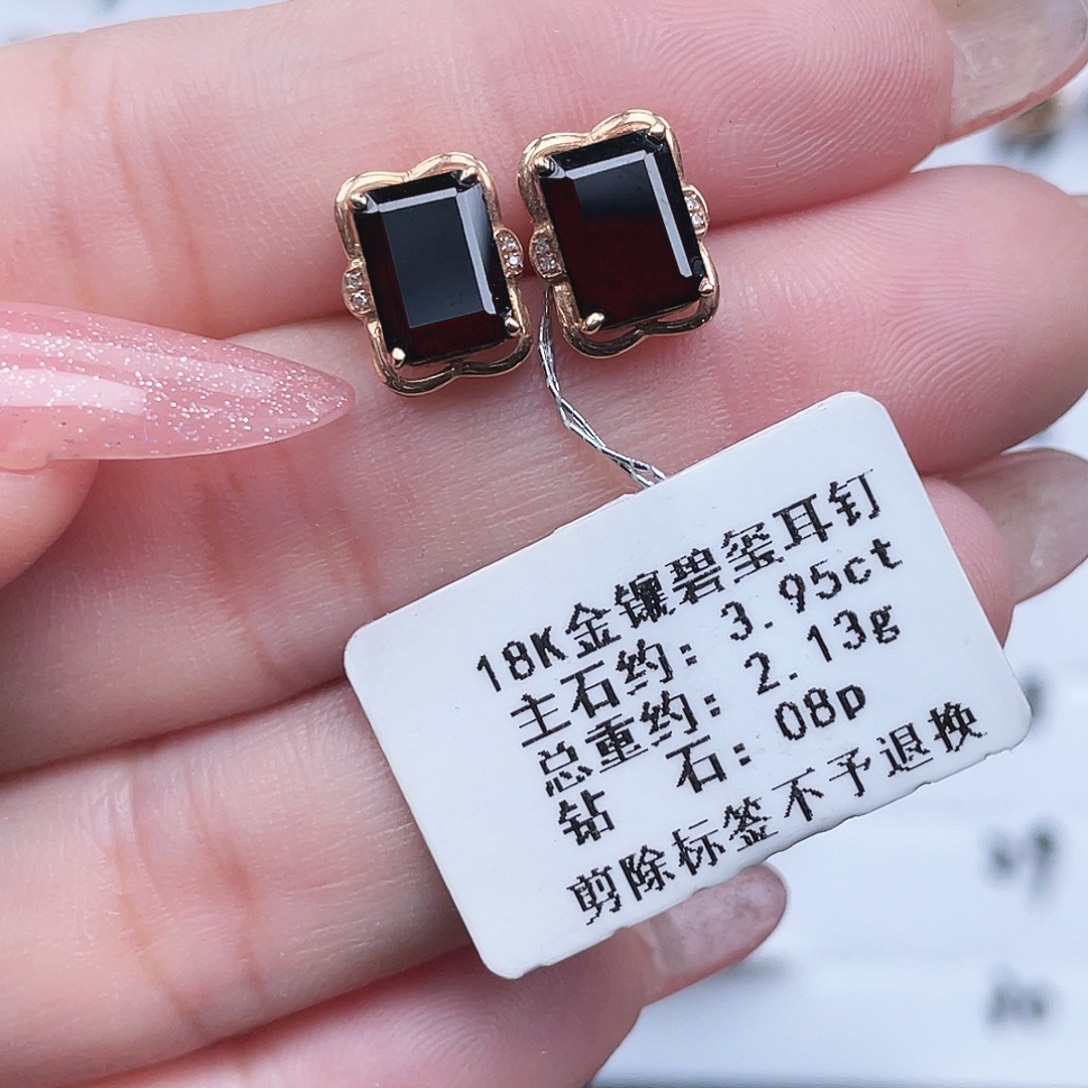 18K金镶碧玺耳钉
主石约: 3.95ct
总重约: 2.13g
钻 石: 08p
剪除标签不予退换